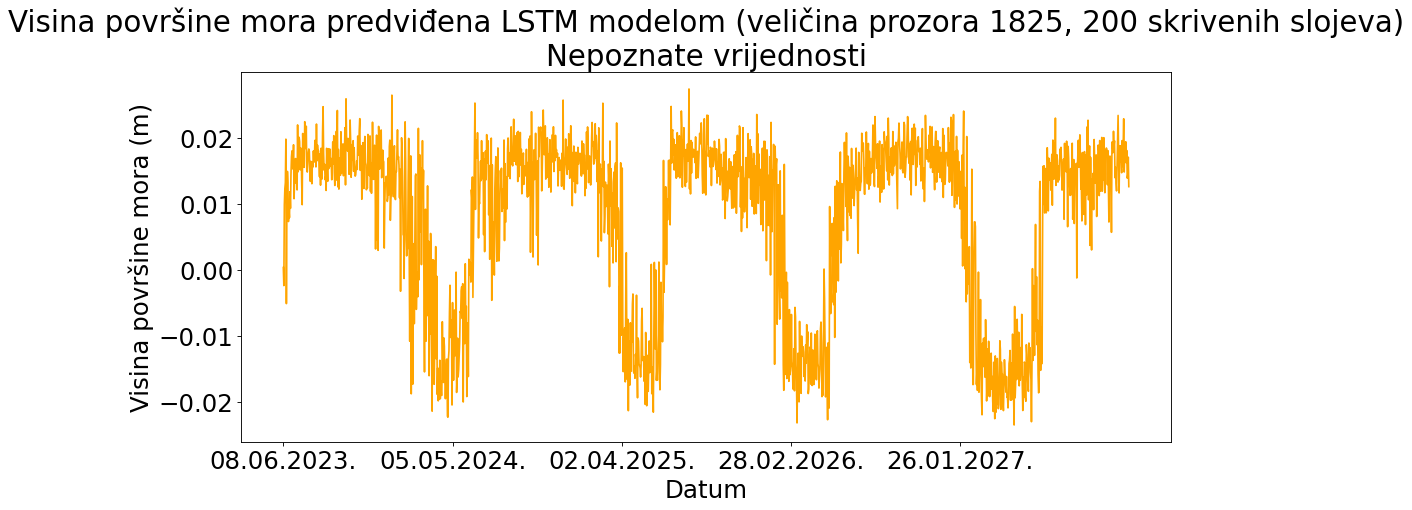 Visina površine mora predviđena LSTM modelom (veličina prozora 1825, 200 skrivenih slojeva)
Nepoznate vrijednosti
Visina površine mora (m)
0.02
0.01
0.00
−0.01
−0.02
08.06.2023. 05.05.2024. 02.04.2025. 28.02.2026. 26.01.2027.
Datum